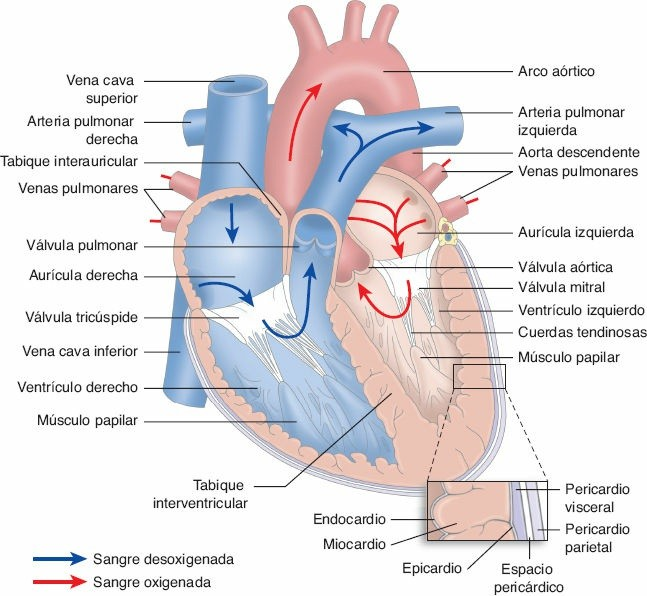 Vena cava
superior
Arteria pulmonar
derecha
Tabique interauricular
Venas pulmonares
Válvula pulmonar
Aurícula derecha
Válvula tricúspide
Vena cava inferior
Ventrículo derecho
Músculo papilar
Tabique
interventricular
Arco aórtico
Arteria pulmonar
izquierda
Aorta descendente
Venas pulmonares
Aurícula izquierda
Válvula aórtica
Válvula mitral
Ventrículo izquierdo
Cuerdas tendinosas
Músculo papilar
Endocardio
Miocardio
Epicardio
Pericardio
visceral
Pericardio
parietal
Espacio
pericárdico
Sangre desoxigenada
Sangre oxigenada